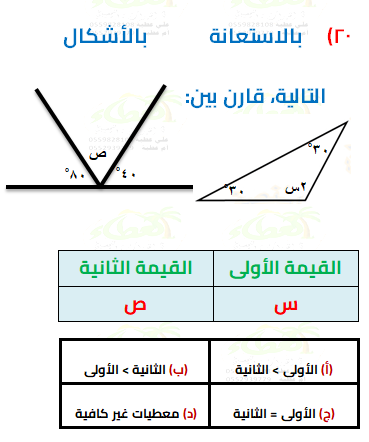 ٢٠) بالاستعانة بالأشكال
التالية، قارن بين:
ص
٨٠°
٤٠°
٣٠°
٣٠°
٢س
القيمة الأولى القيمة الثانية
س ص
(أ) الأولى > الثانية (ب) الثانية > الأولى
(ج) الأولى = الثانية (د) معطيات غير كافية